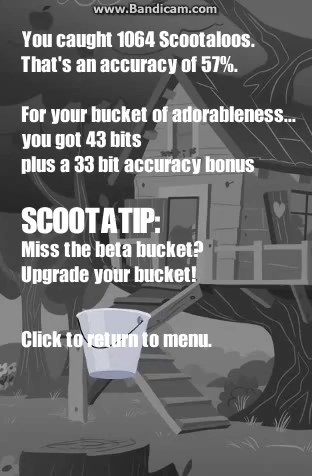 www.Bandicam.com
You caught 1064 Scootaloos.
That's an accuracy of 57%.
For your bucket of adorableness...
you got 43 bits
plus a 33 bit accuracy bonus
SCOOTATIP:
Miss the beta bucket?
Upgrade your bucket!
Click to return to menu.